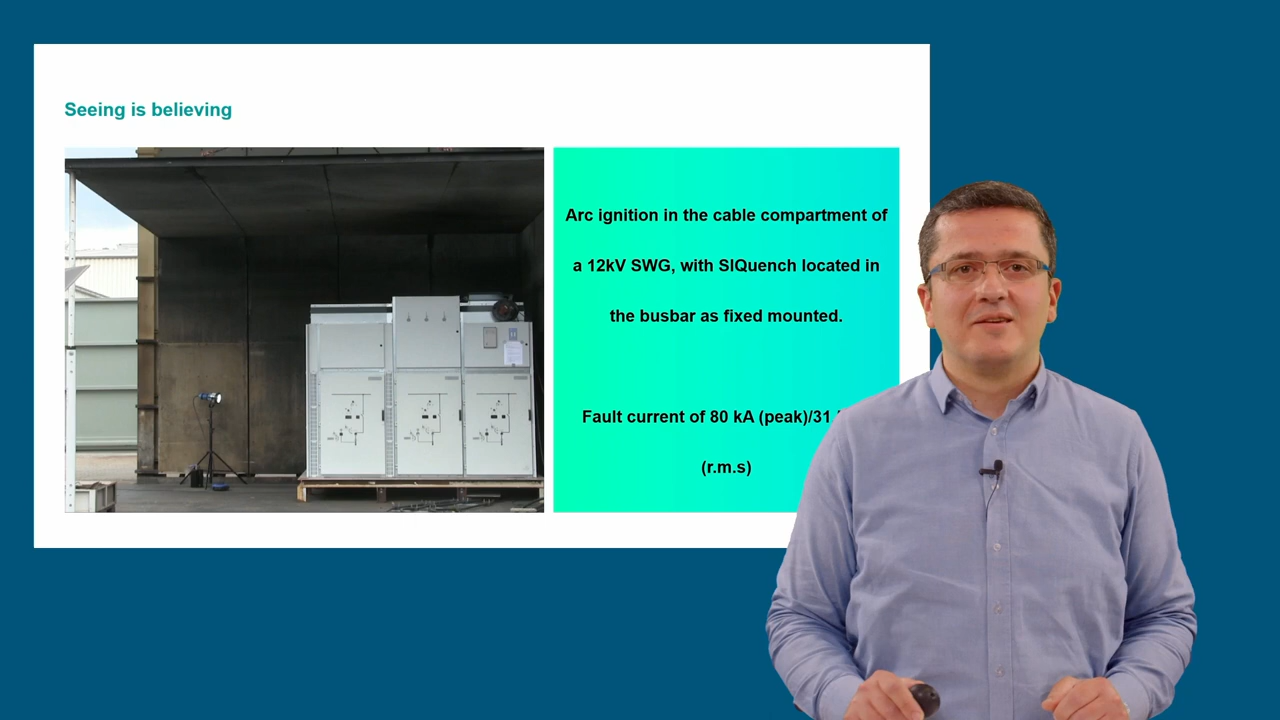 Seeing is believing
Arc ignition in the cable compartment of
a 12kV SWG, with SIQuench located in
the busbar as fixed mounted.
Fault current of 80 kA (peak)/31
(r.m.s)